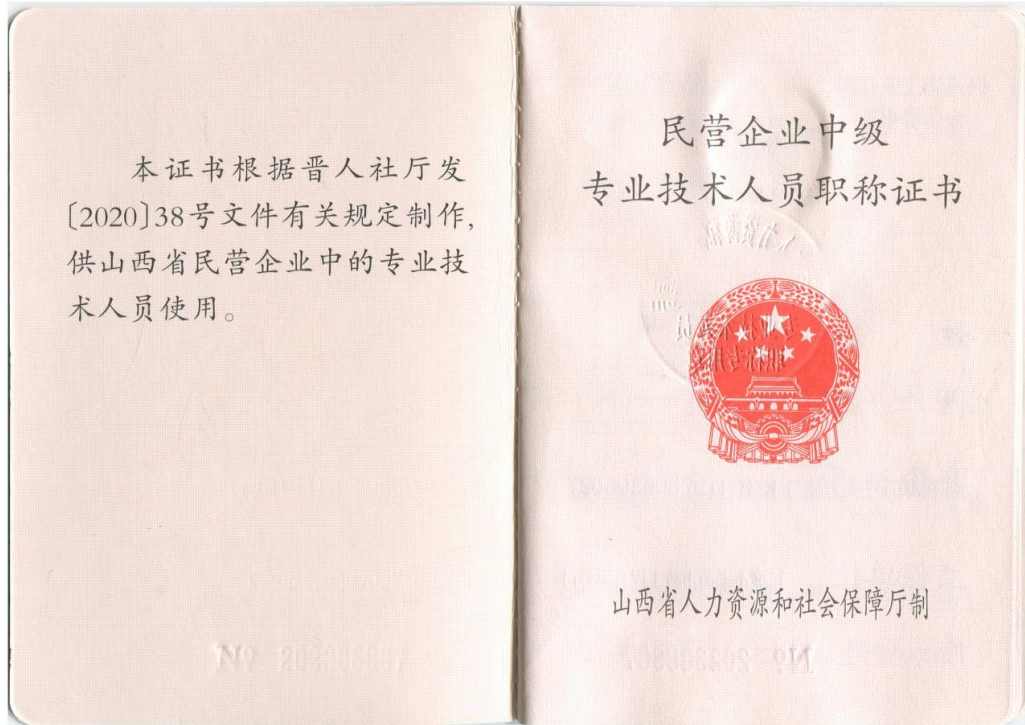 本证书根据晋人社厅发
〔2020〕38号文件有关规定制作,
供山西省民营企业中的专业技
术人员使用。
民营企业中级
专业技术人员职称证书
山西省人力资源和社会保障厅制